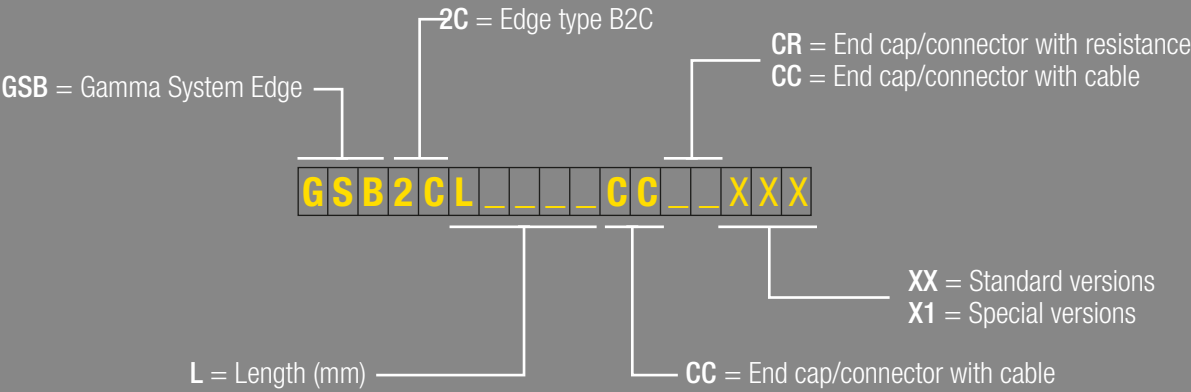 2C = Edge type B2C
CR = End cap/connector with resistance
CC = End cap/connector with cable
GSB = Gamma System Edge
GSB2CL____CC__XXX
XX = Standard versions
X1 = Special versions
L = Length (mm)
CC = End cap/connector with cable